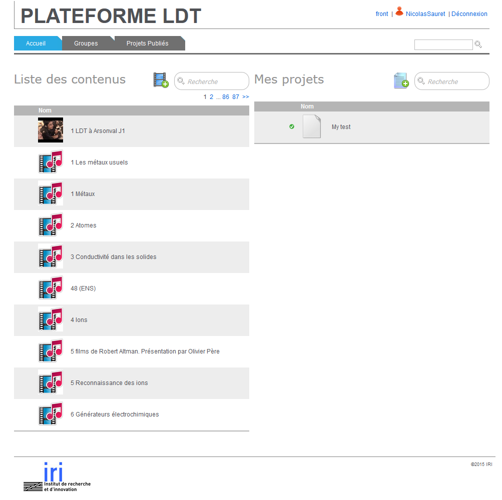 PLATEFORME LDT
front | NicolasSauret | Déconnexion
Accueil Groupes Projets Publiés
Liste des contenus
Recherche
1 2 ... 86 87 >>
Nom
1 LDT à Arsonval J1
1 Les métaux usuels
1 Métaux
2 Atomes
3 Conductivité dans les solides
48 (ENS)
4 Ions
5 films de Robert Altman. Présentation par Olivier Père
5 Reconnaissance des ions
6 Générateurs électrochimiques
Mes projets
Recherche
Nom
My test
©2015 IRI
iri
Institut de recherche
et d'innovation